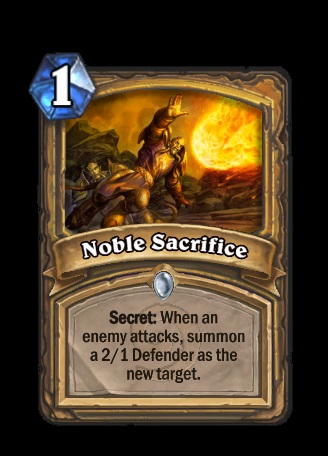 1
Noble Sacrifice
Secret: When an
enemy attacks, summon
a 2/1 Defender as the
new target.